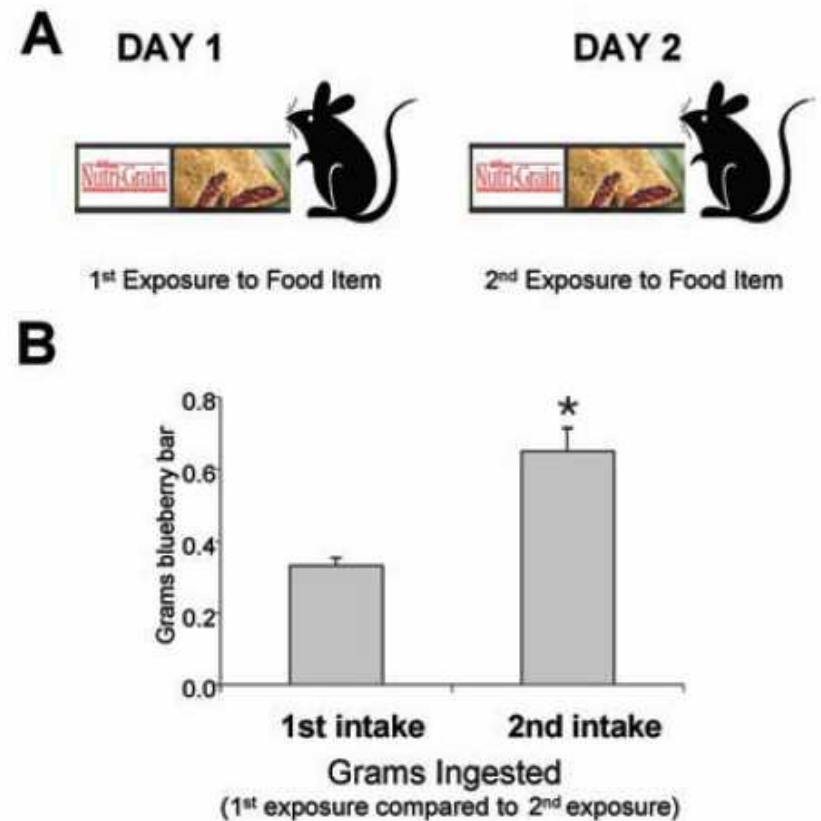 A
DAY 1
DAY 2
Nutri-Grain
Nutri-Grain
1st Exposure to Food Item
2nd Exposure to Food Item
B
Grams blueberry bar
0.8
0.6
0.4
0.2
0.0
*
1st intake
2nd intake
Grams Ingested
(1st exposure compared to 2nd exposure)